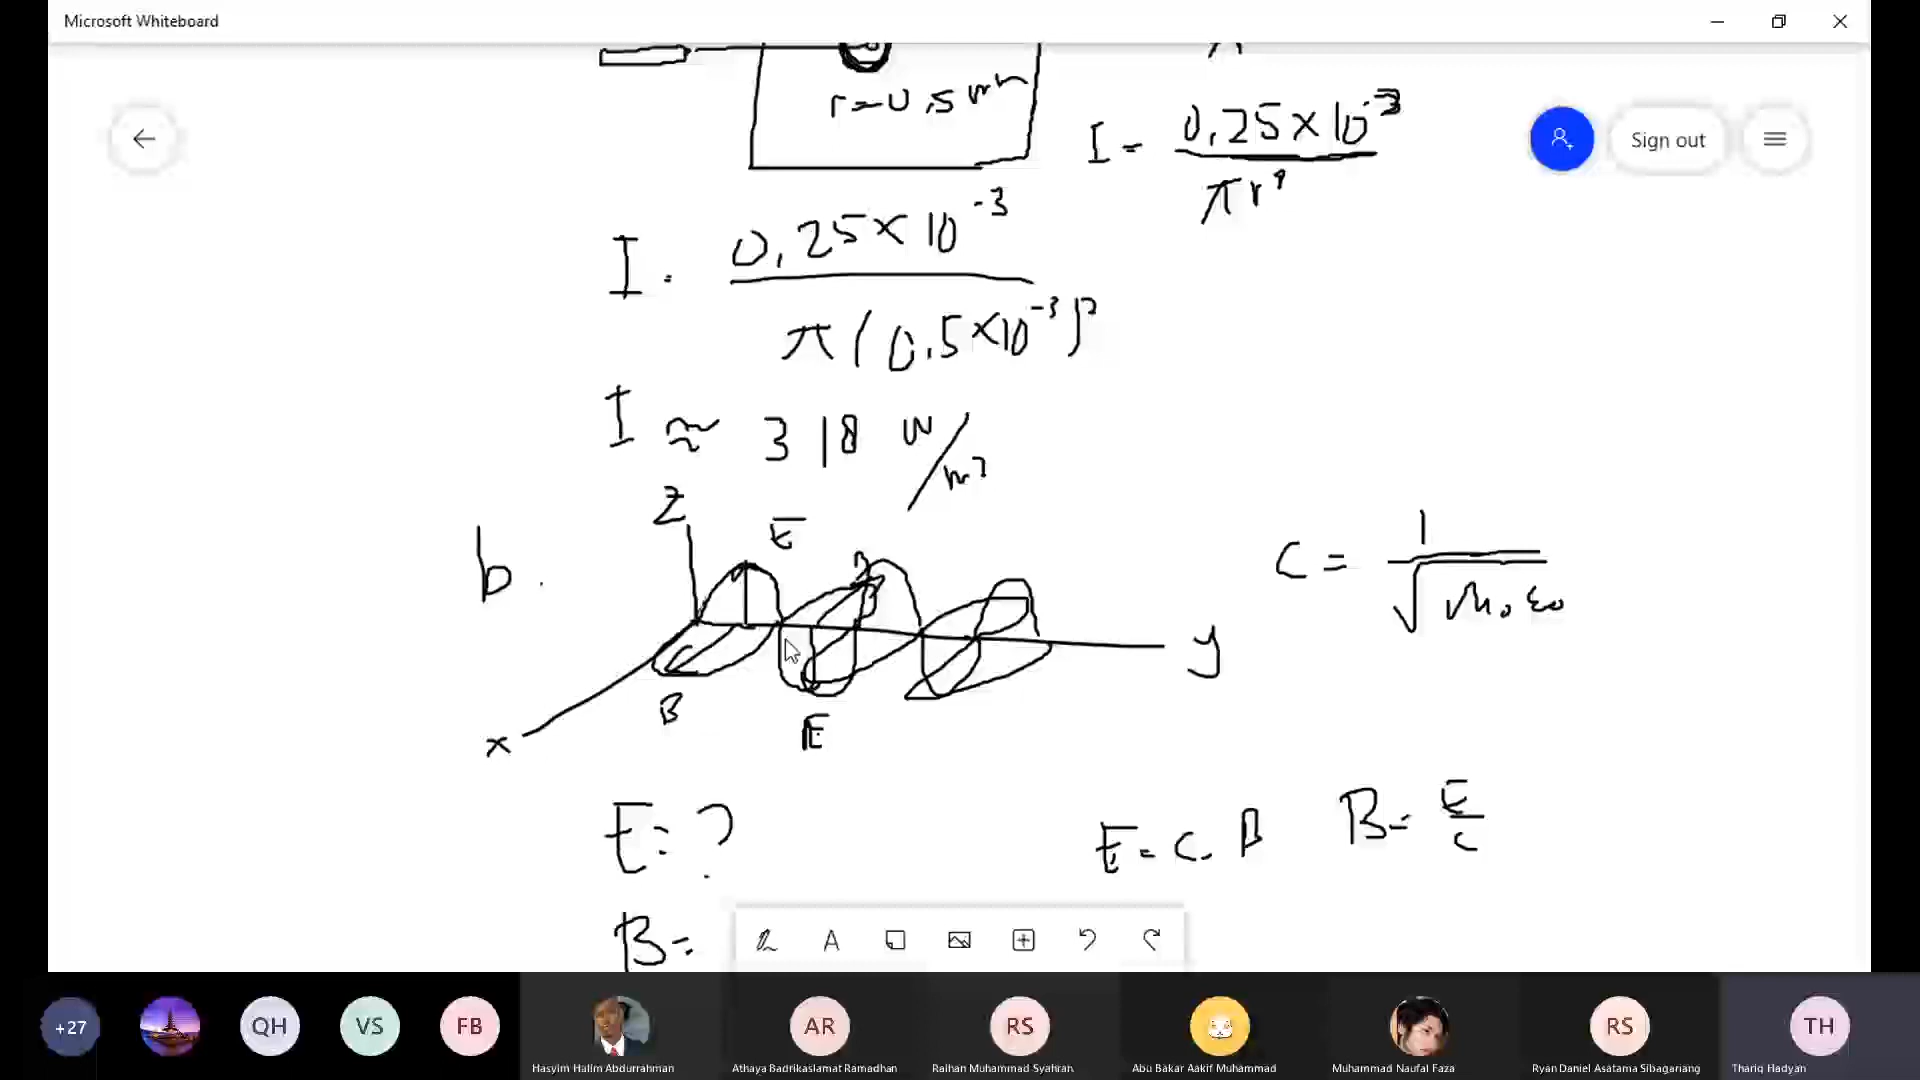 Microsoft Whiteboard
Sign out
r=0.5 mm
I = 0,25×10^-3 / πr²
I = 0,25×10^-3 / π(0.5×10^-3)²
I ≈ 318 W/m²
b.
Z
E
B
y
x
B
E
C = 1/√μ₀ε₀
E = ?
E = C. B
B = E/C
B =
A
+27
QH
VS
FB
AR
RS
RS
TH
Hasyim Halim Abdurrahman
Athaya Badrikaslamat Ramadhan
Raihan Muhammad Syahran
Abu Bakar Aakif Muhammad
Muhammad Naufal Faza
Ryan Daniel Asatama Sibagariang
Thariq Hadyan